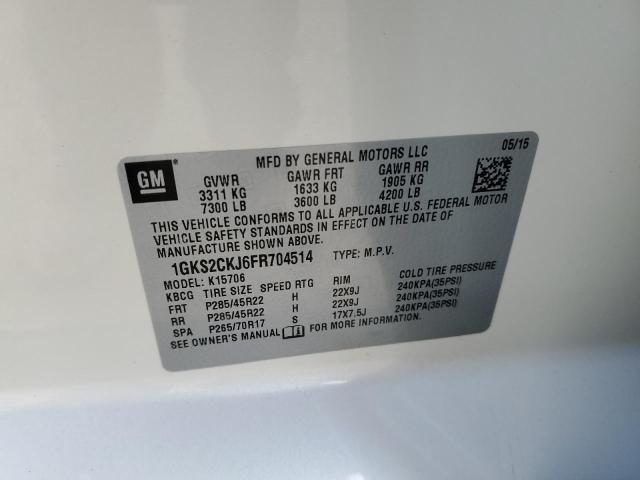 GM
MFD BY GENERAL MOTORS LLC 05/15
GVWR GAWR FRT GAWR RR
3311 KG 1633 KG 1905 KG
7300 LB 3600 LB 4200 LB
THIS VEHICLE CONFORMS TO ALL APPLICABLE U.S. FEDERAL MOTOR
VEHICLE SAFETY STANDARDS IN EFFECT ON THE DATE OF
MANUFACTURE SHOWN ABOVE.
1GKS2CKJ6FR704514 TYPE: M.P.V.
MODEL: K15706
KBCG TIRE SIZE SPEED RTG RIM COLD TIRE PRESSURE
FRT P285/45R22 H 22X9J 240KPA(35PSI)
RR P285/45R22 H 22X9J 240KPA(35PSI)
SPA P265/70R17 S 17X7.5J 240KPA(35PSI)
SEE OWNER'S MANUAL FOR MORE INFORMATION.